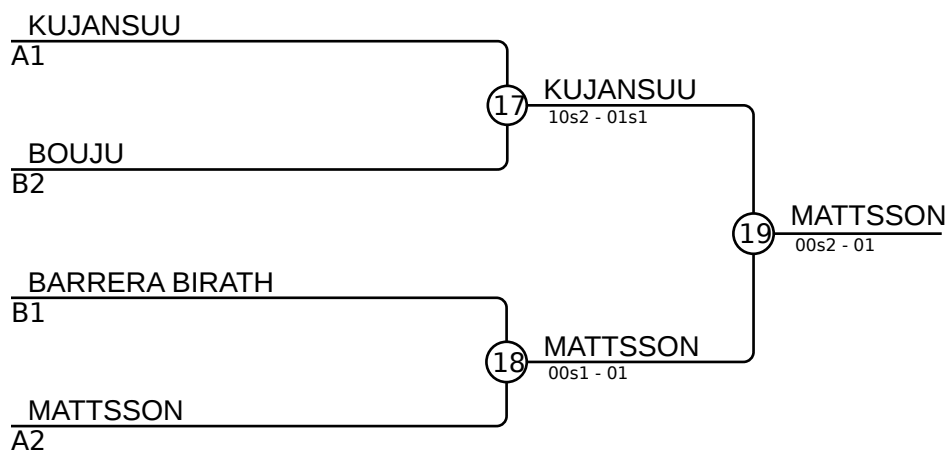 KUJANSUU
A1
17
KUJANSUU
10s2 - 01s1
BOUJU
B2
19
MATTSSON
00s2 - 01
BARRERA BIRATH
B1
18
MATTSSON
00s1 - 01
MATTSSON
A2